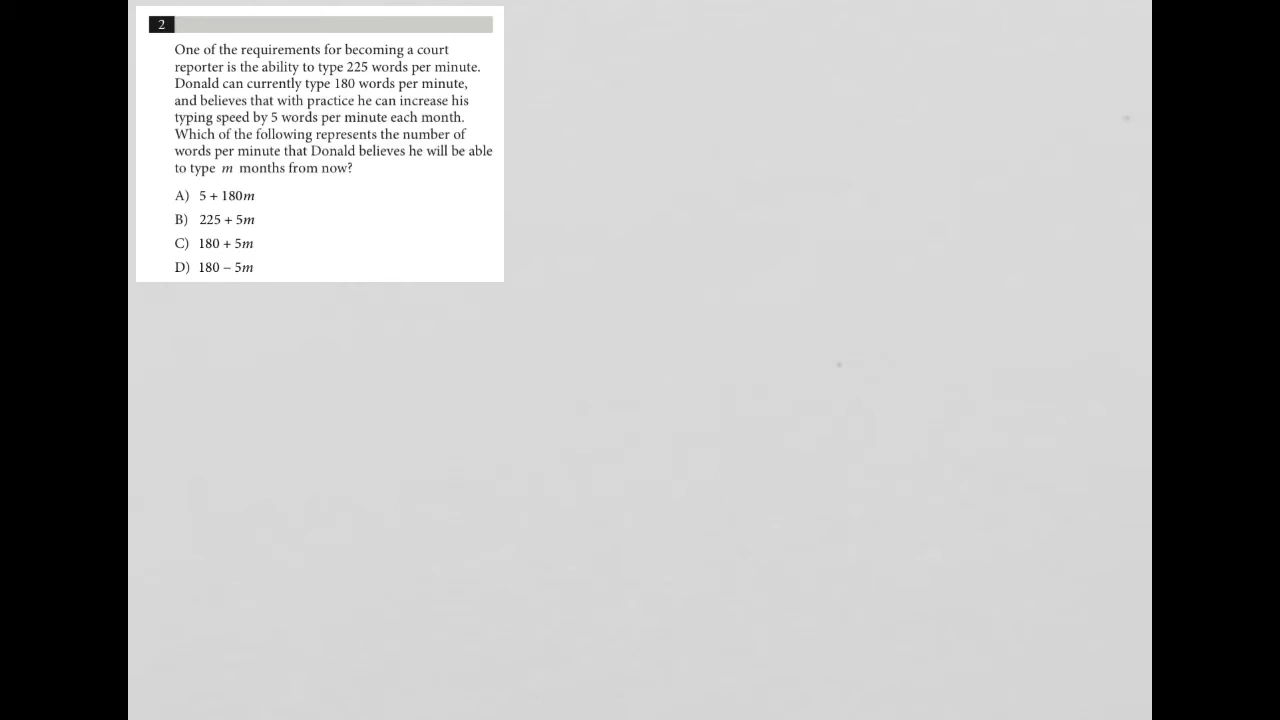 2
One of the requirements for becoming a court
reporter is the ability to type 225 words per minute.
Donald can currently type 180 words per minute,
and believes that with practice he can increase his
typing speed by 5 words per minute each month.
Which of the following represents the number of
words per minute that Donald believes he will be able
to type m months from now?
A) 5 + 180m
B) 225 + 5m
C) 180 + 5m
D) 180 − 5m